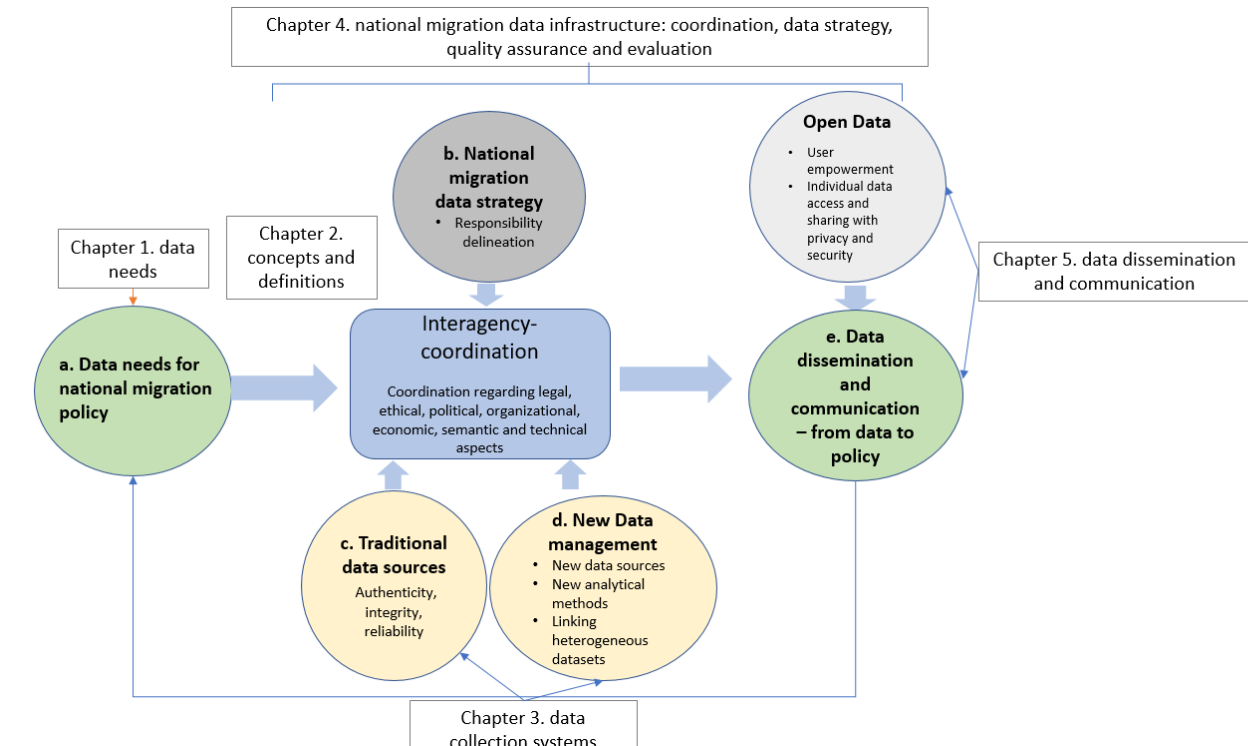 Chapter 4. national migration data infrastructure: coordination, data strategy,
quality assurance and evaluation
Open Data
• User
empowerment
• Individual data
access and
sharing with
privacy and
security
b. National
migration
data strategy
• Responsibility
delineation
Chapter 1. data
needs
Chapter 2.
concepts and
definitions
Chapter 5. data dissemination
and communication
a. Data needs for
national migration
policy
Interagency-
coordination
Coordination regarding legal,
ethical, political, organizational,
economic, semantic and technical
aspects
e. Data
dissemination
and
communication
– from data to
policy
c. Traditional
data sources
Authenticity,
integrity,
reliability
d. New Data
management
• New data sources
• New analytical
methods
• Linking
heterogeneous
datasets
Chapter 3. data
collection systems